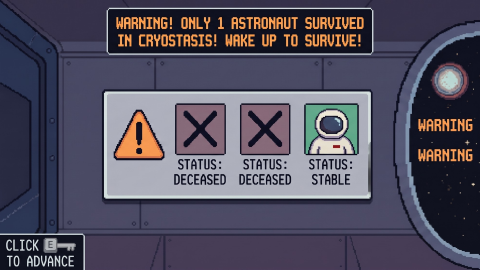 WARNING! ONLY 1 ASTRONAUT SURVIVED
IN CRYOSTASIS! WAKE UP TO SURVIVE!
WARNING
WARNING
STATUS:
DECEASED
STATUS:
DECEASED
STATUS:
STABLE
CLICK E
TO ADVANCE